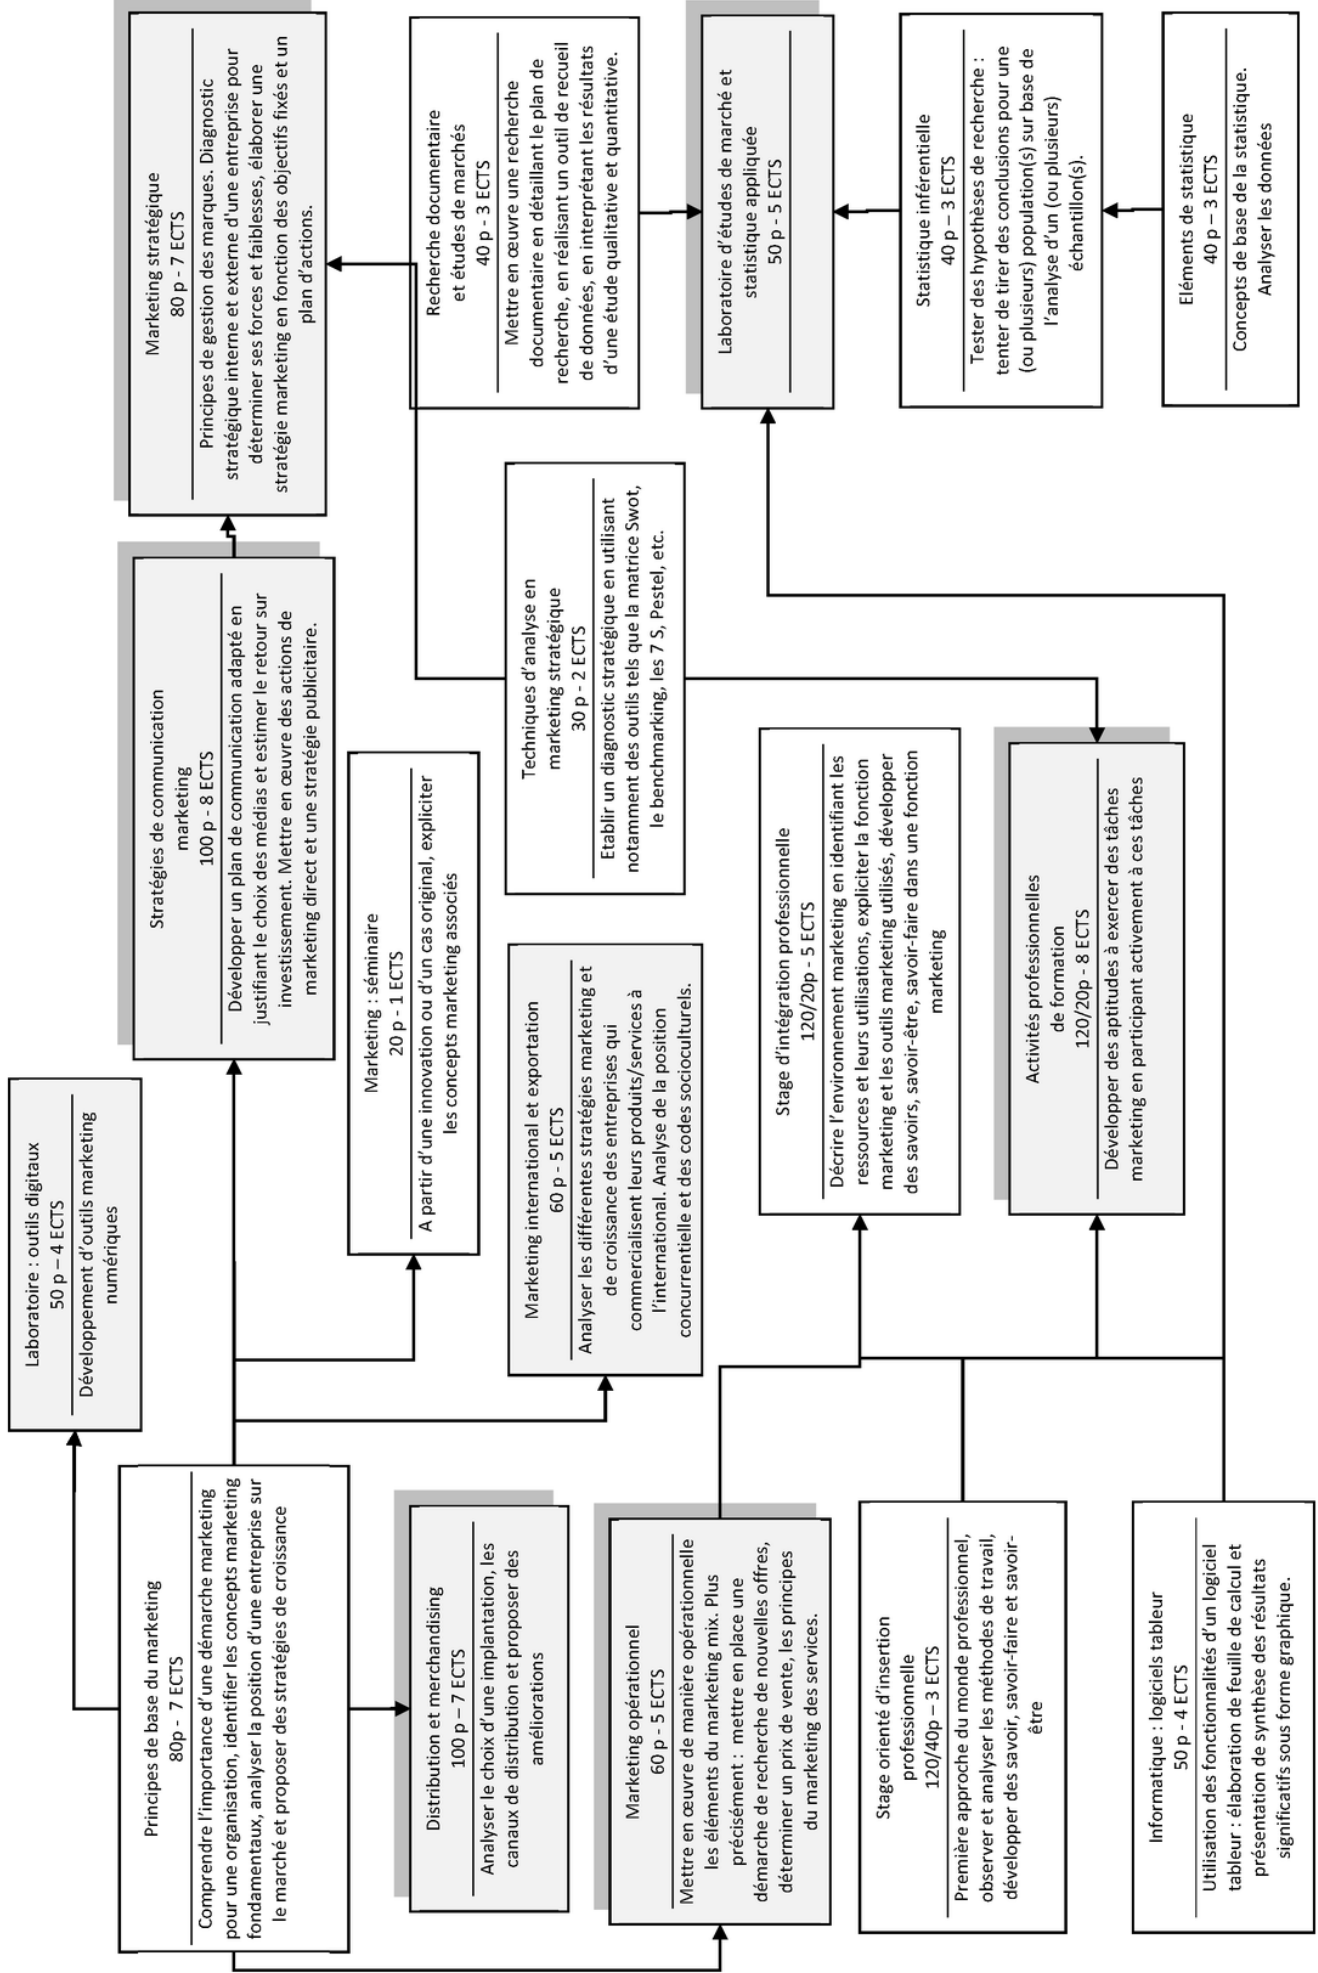 Laboratoire : outils digitaux
50 p – 4 ECTS
Développement d'outils marketing
numériques
Principes de base du marketing
80p - 7 ECTS
Comprendre l'importance d'une démarche marketing
pour une organisation, identifier les concepts marketing
fondamentaux, analyser la position d'une entreprise sur
le marché et proposer des stratégies de croissance
Stratégies de communication
marketing
100 p - 8 ECTS
Développer un plan de communication adapté en
justifiant le choix des médias et estimer le retour sur
investissement. Mettre en œuvre des actions de
marketing direct et une stratégie publicitaire.
Marketing stratégique
80 p - 7 ECTS
Principes de gestion des marques. Diagnostic
stratégique interne et externe d'une entreprise pour
déterminer ses forces et faiblesses, élaborer une
stratégie marketing en fonction des objectifs fixés et un
plan d'actions.
Marketing : séminaire
20 p - 1 ECTS
A partir d'une innovation ou d'un cas original, expliciter
les concepts marketing associés
Distribution et merchandising
100 p – 7 ECTS
Analyser le choix d'une implantation, les
canaux de distribution et proposer des
améliorations
Recherche documentaire
et études de marchés
40 p - 3 ECTS
Mettre en œuvre une recherche
documentaire en détaillant le plan de
recherche, en réalisant un outil de recueil
de données, en interprétant les résultats
d'une étude qualitative et quantitative.
Marketing international et exportation
60 p - 5 ECTS
Analyser les différentes stratégies marketing et
de croissance des entreprises qui
commercialisent leurs produits/services à
l'international. Analyse de la position
concurrentielle et des codes socioculturels.
Techniques d'analyse en
marketing stratégique
30 p - 2 ECTS
Etablir un diagnostic stratégique en utilisant
notamment des outils tels que la matrice Swot,
le benchmarking, les 7 S, Pestel, etc.
Marketing opérationnel
60 p - 5 ECTS
Mettre en œuvre de manière opérationnelle
les éléments du marketing mix. Plus
précisément : mettre en place une
démarche de recherche de nouvelles offres,
déterminer un prix de vente, les principes
du marketing des services.
Laboratoire d'études de marché et
statistique appliquée
50 p - 5 ECTS
Stage d'intégration professionnelle
120/20p - 5 ECTS
Décrire l'environnement marketing en identifiant les
ressources et leurs utilisations, expliciter la fonction
marketing et les outils marketing utilisés, développer
des savoirs, savoir-être, savoir-faire dans une fonction
marketing
Stage orienté d'insertion
professionnelle
120/40p – 3 ECTS
Première approche du monde professionnel,
observer et analyser les méthodes de travail,
développer des savoir, savoir-faire et savoir-
être
Statistique inférentielle
40 p – 3 ECTS
Tester des hypothèses de recherche :
tenter de tirer des conclusions pour une
(ou plusieurs) population(s) sur base de
l'analyse d'un (ou plusieurs)
échantillon(s).
Activités professionnelles
de formation
120/20p - 8 ECTS
Développer des aptitudes à exercer des tâches
marketing en participant activement à ces tâches
Informatique : logiciels tableur
50 p - 4 ECTS
Utilisation des fonctionnalités d'un logiciel
tableur : élaboration de feuille de calcul et
présentation de synthèse des résultats
significatifs sous forme graphique.
Eléments de statistique
40 p – 3 ECTS
Concepts de base de la statistique.
Analyser les données